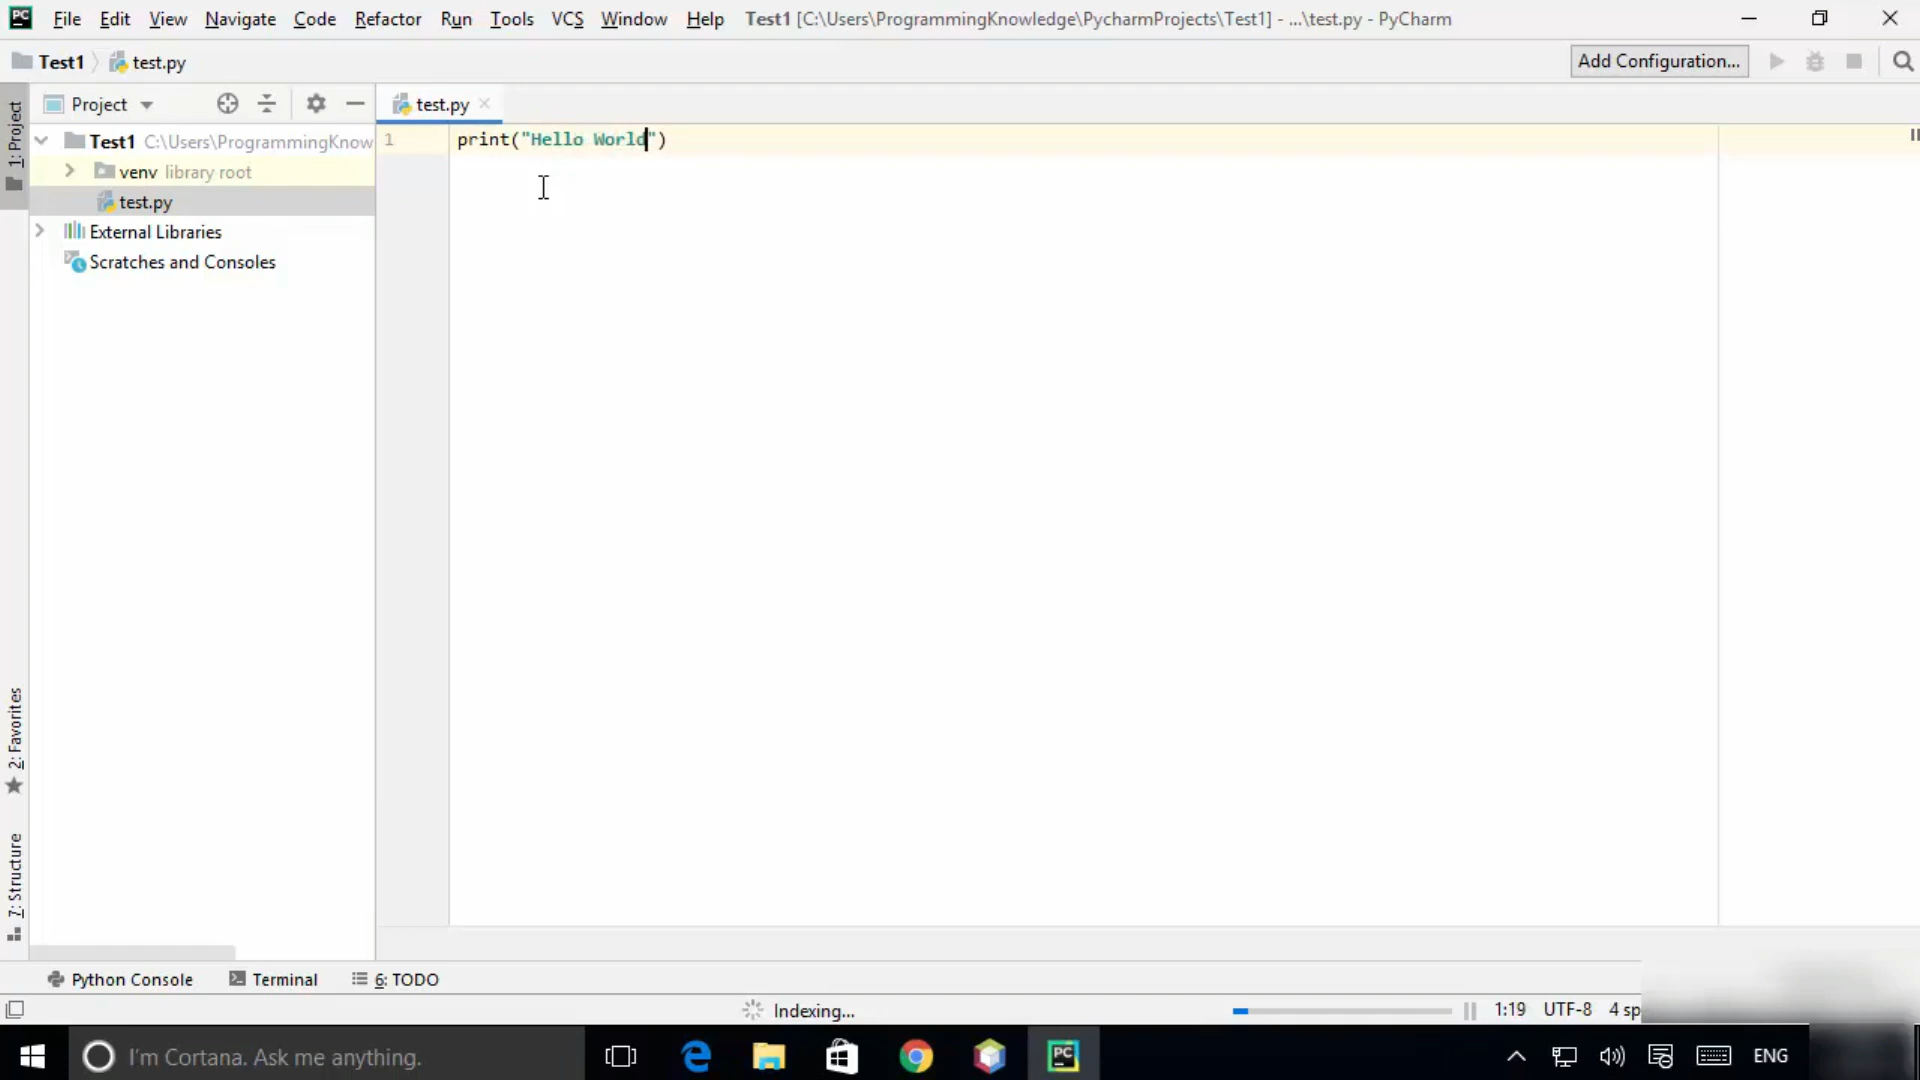 PC File Edit View Navigate Code Refactor Run Tools VCS Window Help Test1 [C:\Users\ProgrammingKnowledge\PycharmProjects\Test1] - ...\test.py - PyCharm
Test1 test.py Add Configuration...
1: Project
Project
test.py
Test1 C:\Users\ProgrammingKnow
venv library root
test.py
External Libraries
Scratches and Consoles
1 print("Hello World")
2: Favorites
7: Structure
Python Console Terminal 6: TODO
Indexing... 1:19 UTF-8 4 sp
I'm Cortana. Ask me anything. PC ENG